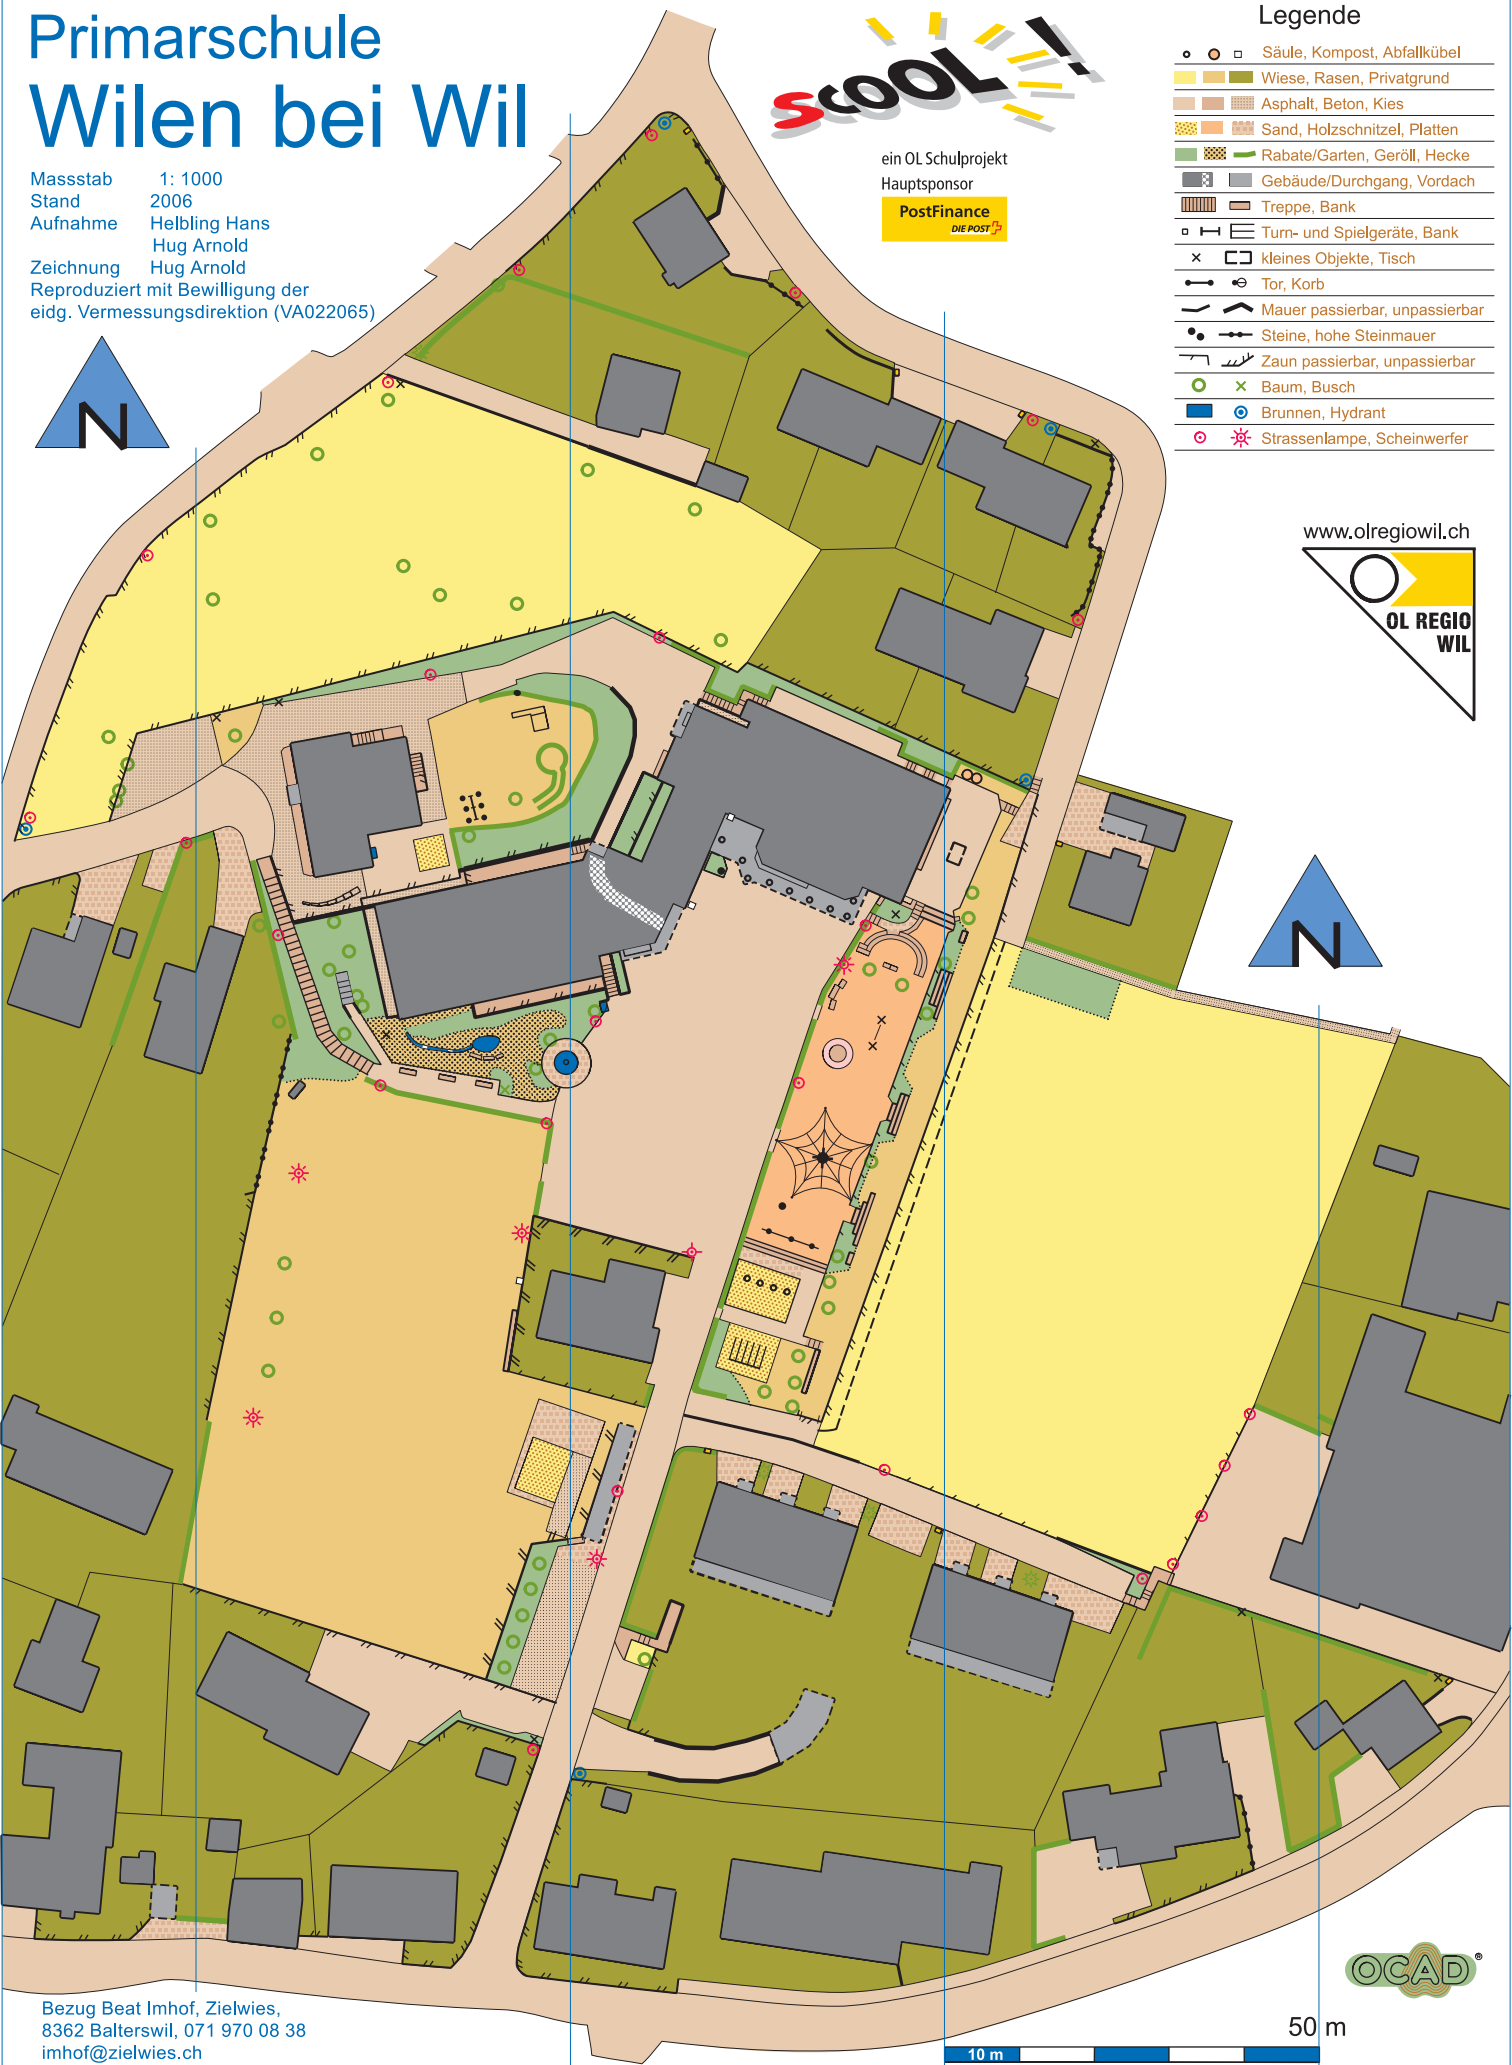 Primarschule
Wilen bei Wil
Massstab 1: 1000
Stand 2006
Aufnahme Helbling Hans
Hug Arnold
Zeichnung Hug Arnold
Reproduziert mit Bewilligung der
eidg. Vermessungsdirektion (VA022065)
N
sCOOL!
ein OL Schulprojekt
Hauptsponsor
PostFinance
DIE POST
Legende
Säule, Kompost, Abfallkübel
Wiese, Rasen, Privatgrund
Asphalt, Beton, Kies
Sand, Holzschnitzel, Platten
Rabate/Garten, Geröll, Hecke
Gebäude/Durchgang, Vordach
Treppe, Bank
Turn- und Spielgeräte, Bank
kleines Objekte, Tisch
Tor, Korb
Mauer passierbar, unpassierbar
Steine, hohe Steinmauer
Zaun passierbar, unpassierbar
Baum, Busch
Brunnen, Hydrant
Strassenlampe, Scheinwerfer
www.olregiowil.ch
OL REGIO
WIL
N
OCAD®
Bezug Beat Imhof, Zielwies,
8362 Balterswil, 071 970 08 38
imhof@zielwies.ch
50 m
10 m